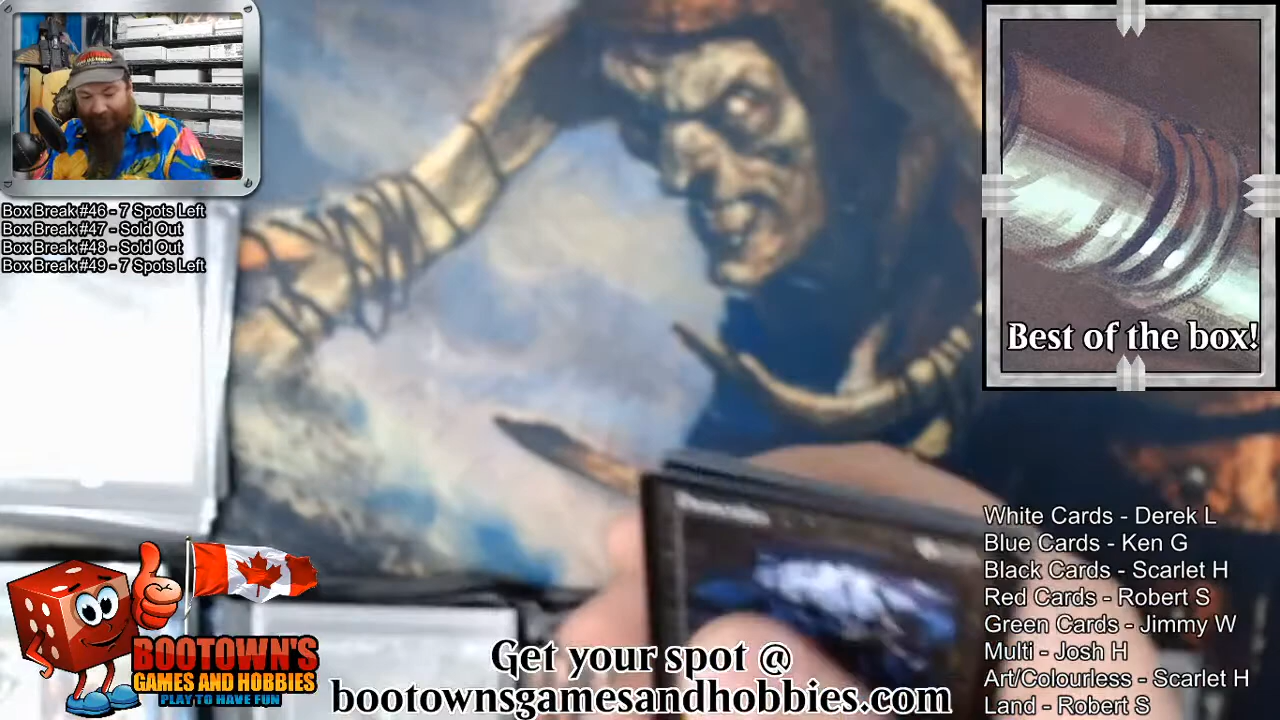 Box Break #46 - 7 Spots Left
Box Break #47 - Sold Out
Box Break #48 - Sold Out
Box Break #49 - 7 Spots Left
Best of the box!
White Cards - Derek L
Blue Cards - Ken G
Black Cards - Scarlet H
Red Cards - Robert S
Green Cards - Jimmy W
Multi - Josh H
Art/Colourless - Scarlet H
Land - Robert S
BOOTOWN'S
GAMES AND HOBBIES
PLAY TO HAVE FUN
Get your spot @
bootownsgamesandhobbies.com